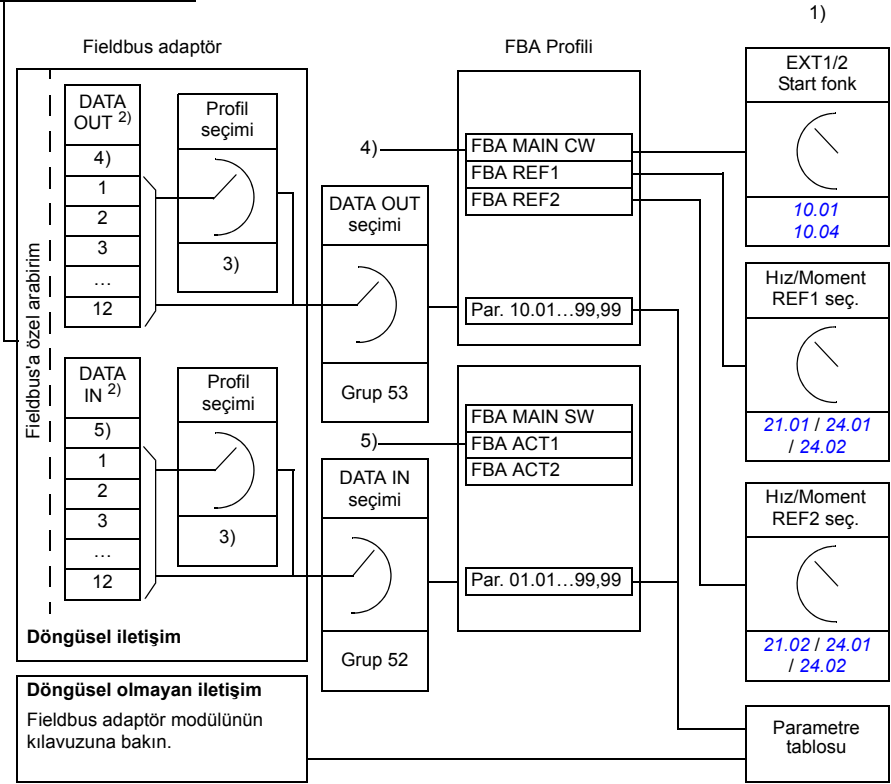 1)
Fieldbus adaptör
FBA Profili
EXT1/2
Start fonk
10.01
10.04
Fieldbus'a özel arabirim
DATA
OUT 2)
4)
1
2
3
…
12
Profil
seçimi
3)
4)
DATA OUT
seçimi
Grup 53
FBA MAIN CW
FBA REF1
FBA REF2
Par. 10.01…99,99
Hız/Moment
REF1 seç.
21.01 / 24.01
/ 24.02
DATA
IN 2)
5)
1
2
3
…
12
Profil
seçimi
3)
5)
DATA IN
seçimi
Grup 52
FBA MAIN SW
FBA ACT1
FBA ACT2
Par. 01.01…99,99
Hız/Moment
REF2 seç.
21.02 / 24.01
/ 24.02
Döngüsel iletişim
Döngüsel olmayan iletişim
Fieldbus adaptör modülünün
kılavuzuna bakın.
Parametre
tablosu